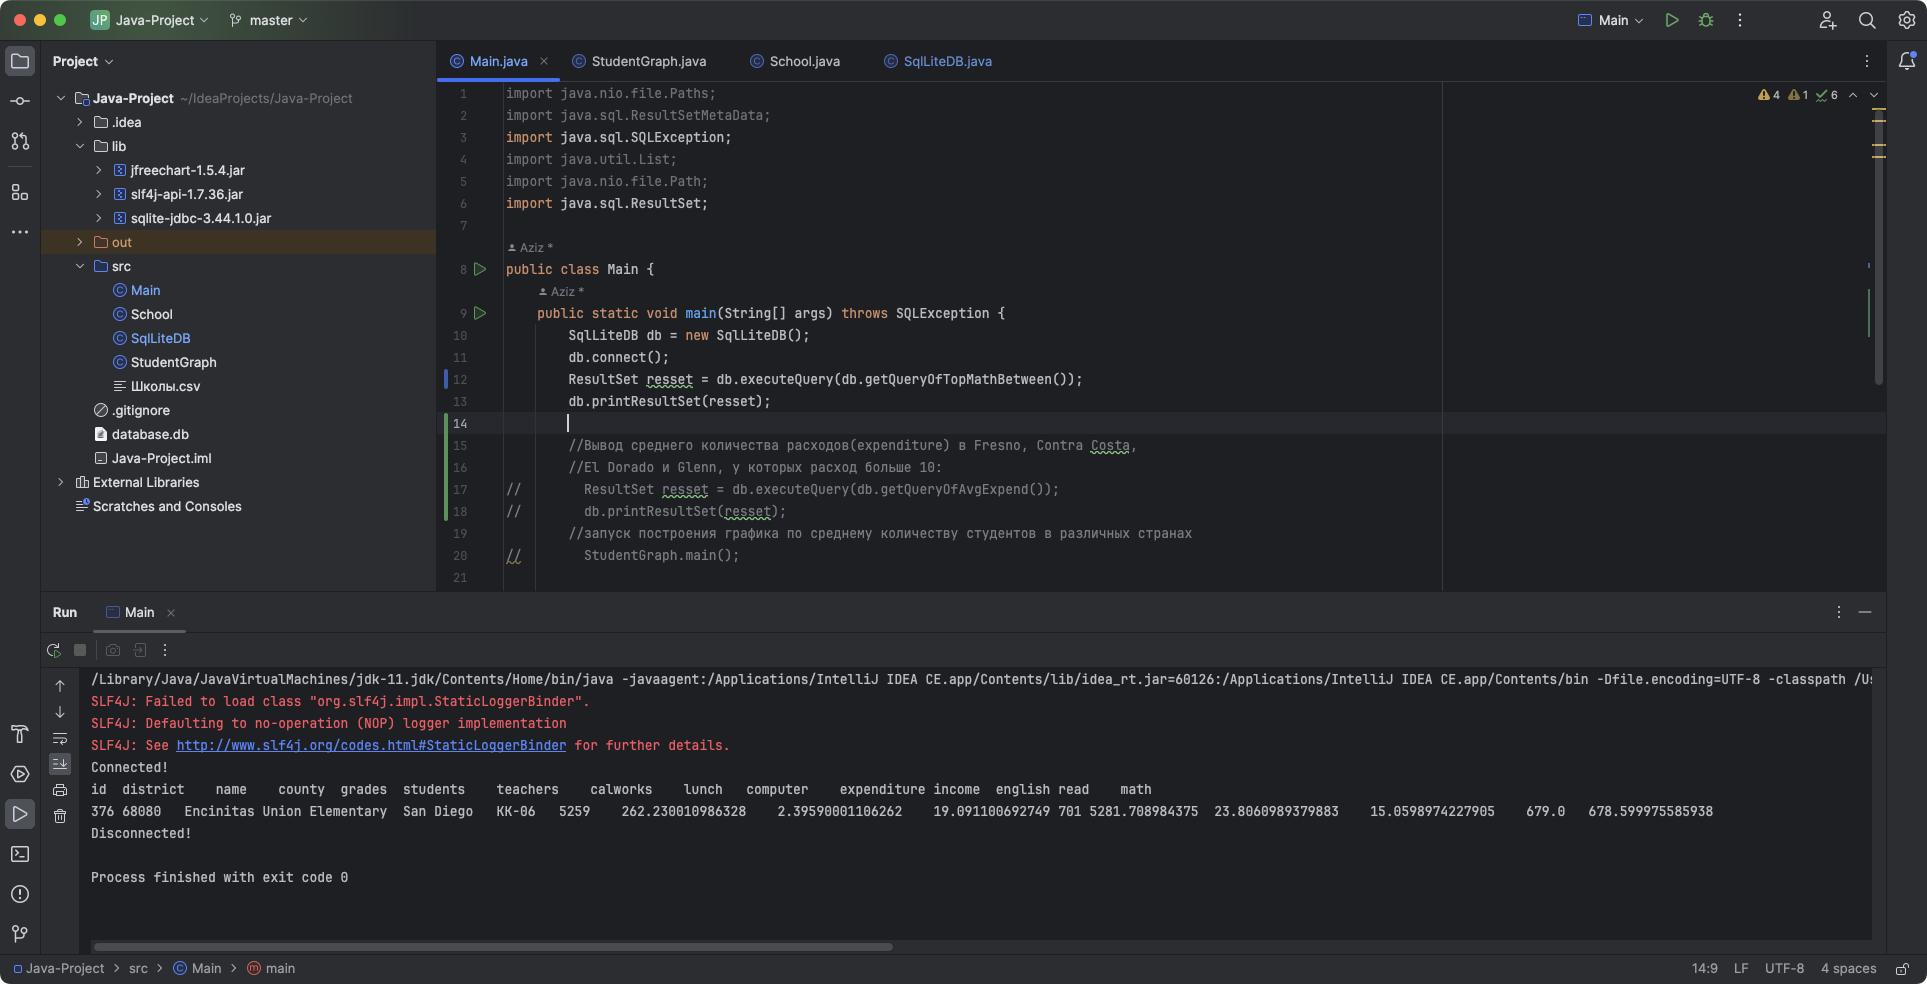 JP Java-Project master Main
Project
Main.java StudentGraph.java School.java SqlLiteDB.java
Java-Project ~/IdeaProjects/Java-Project
.idea
lib
jfreechart-1.5.4.jar
slf4j-api-1.7.36.jar
sqlite-jdbc-3.44.1.0.jar
out
src
Main
School
SqlLiteDB
StudentGraph
Школы.csv
.gitignore
database.db
Java-Project.iml
External Libraries
Scratches and Consoles
4 1 6
1 import java.nio.file.Paths;
2 import java.sql.ResultSetMetaData;
3 import java.sql.SQLException;
4 import java.util.List;
5 import java.nio.file.Path;
6 import java.sql.ResultSet;
7
Aziz *
8 public class Main {
Aziz *
9 public static void main(String[] args) throws SQLException {
10 SqlLiteDB db = new SqlLiteDB();
11 db.connect();
12 ResultSet resset = db.executeQuery(db.getQueryOfTopMathBetween());
13 db.printResultSet(resset);
14
15 //Вывод среднего количества расходов(expenditure) в Fresno, Contra Costa,
16 //El Dorado и Glenn, у которых расход больше 10:
17 // ResultSet resset = db.executeQuery(db.getQueryOfAvgExpend());
18 // db.printResultSet(resset);
19 //запуск построения графика по среднему количеству студентов в различных странах
20 // StudentGraph.main();
21
Run Main
/Library/Java/JavaVirtualMachines/jdk-11.jdk/Contents/Home/bin/java -javaagent:/Applications/IntelliJ IDEA CE.app/Contents/lib/idea_rt.jar=60126:/Applications/IntelliJ IDEA CE.app/Contents/bin -Dfile.encoding=UTF-8 -classpath /Us
SLF4J: Failed to load class "org.slf4j.impl.StaticLoggerBinder".
SLF4J: Defaulting to no-operation (NOP) logger implementation
SLF4J: See http://www.slf4j.org/codes.html#StaticLoggerBinder for further details.
Connected!
id district name county grades students teachers calworks lunch computer expenditure income english read math
376 68080 Encinitas Union Elementary San Diego KK-06 5259 262.230010986328 2.39590001106262 19.091100692749 701 5281.708984375 23.8060989379883 15.0598974227905 679.0 678.599975585938
Disconnected!
Process finished with exit code 0
Java-Project > src > Main > main
14:9 LF UTF-8 4 spaces